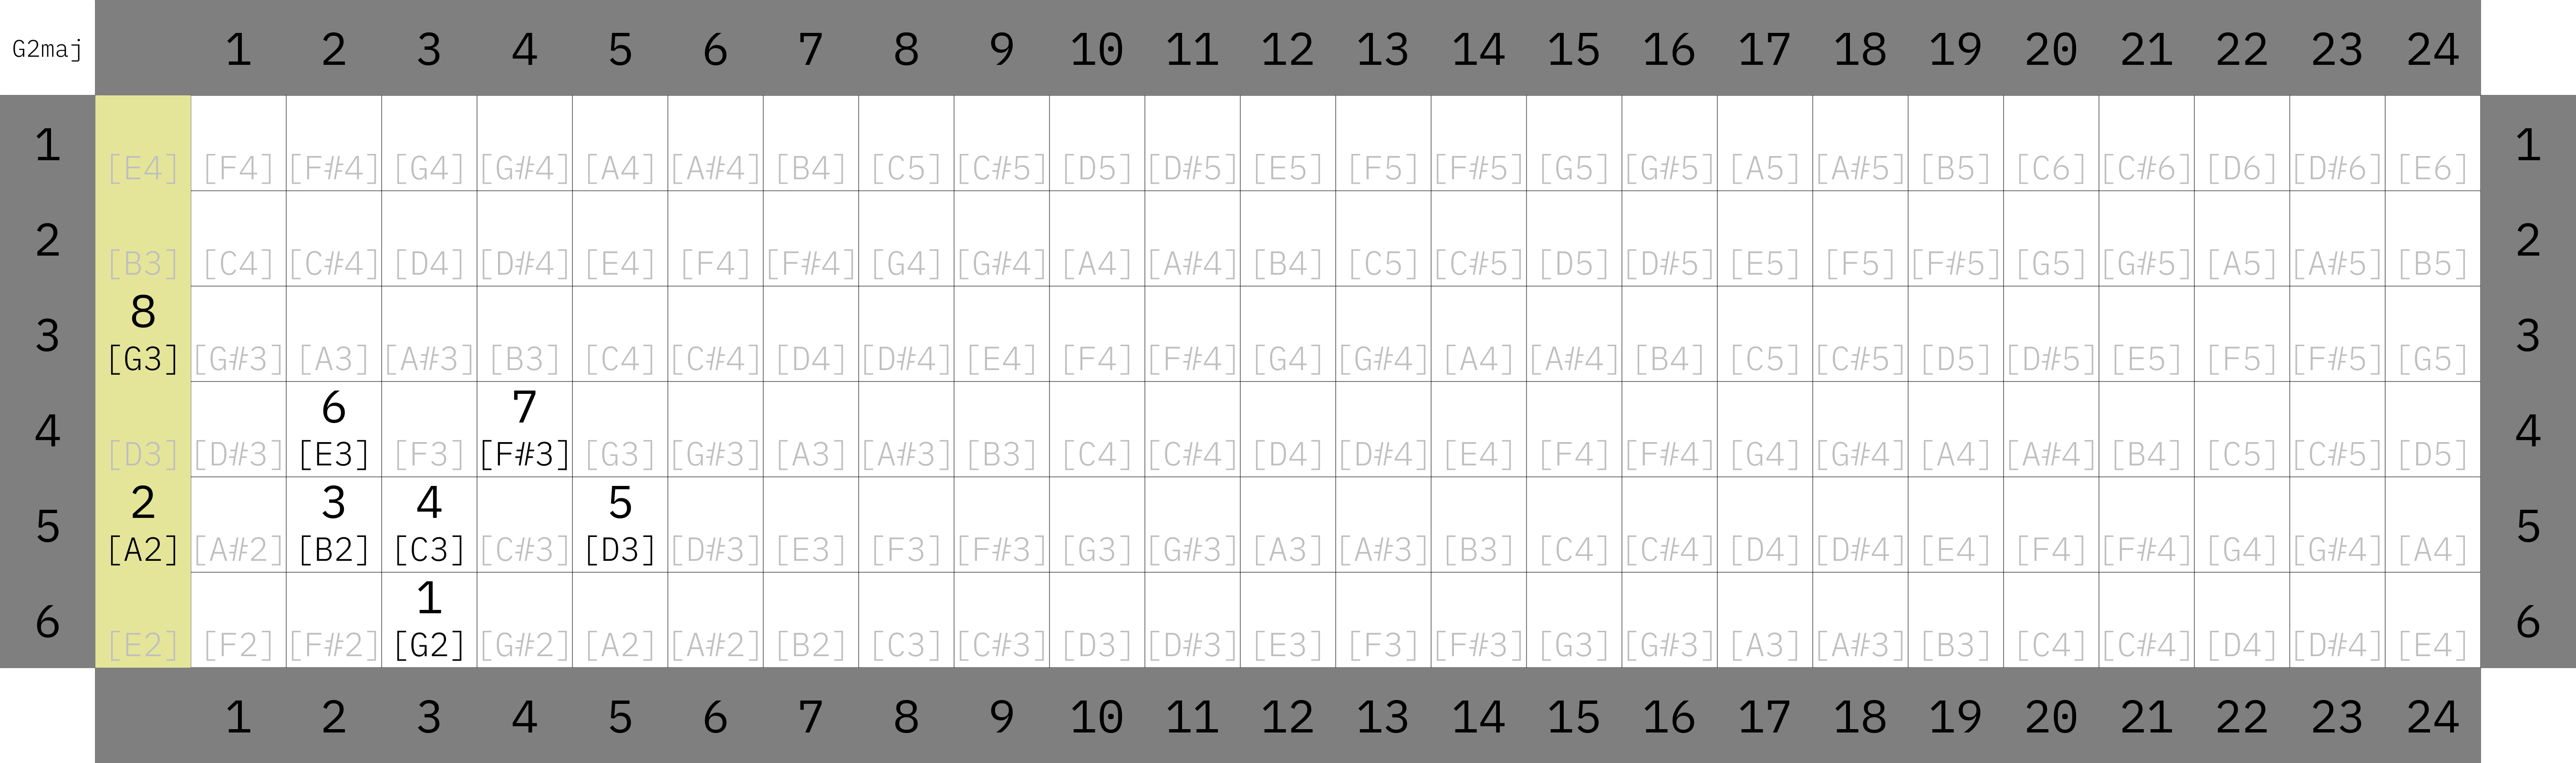 G2maj 1 2 3 4 5 6 7 8 9 10 11 12 13 14 15 16 17 18 19 20 21 22 23 24
1 [E4] [F4] [F#4] [G4] [G#4] [A4] [A#4] [B4] [C5] [C#5] [D5] [D#5] [E5] [F5] [F#5] [G5] [G#5] [A5] [A#5] [B5] [C6] [C#6] [D6] [D#6] [E6] 1
2 [B3] [C4] [C#4] [D4] [D#4] [E4] [F4] [F#4] [G4] [G#4] [A4] [A#4] [B4] [C5] [C#5] [D5] [D#5] [E5] [F5] [F#5] [G5] [G#5] [A5] [A#5] [B5] 2
8
3 [G3] [G#3] [A3] [A#3] [B3] [C4] [C#4] [D4] [D#4] [E4] [F4] [F#4] [G4] [G#4] [A4] [A#4] [B4] [C5] [C#5] [D5] [D#5] [E5] [F5] [F#5] [G5] 3
6 7
4 [D3] [D#3] [E3] [F3] [F#3] [G3] [G#3] [A3] [A#3] [B3] [C4] [C#4] [D4] [D#4] [E4] [F4] [F#4] [G4] [G#4] [A4] [A#4] [B4] [C5] [C#5] [D5] 4
2 3 4 5
5 [A2] [A#2] [B2] [C3] [C#3] [D3] [D#3] [E3] [F3] [F#3] [G3] [G#3] [A3] [A#3] [B3] [C4] [C#4] [D4] [D#4] [E4] [F4] [F#4] [G4] [G#4] [A4] 5
1
6 [E2] [F2] [F#2] [G2] [G#2] [A2] [A#2] [B2] [C3] [C#3] [D3] [D#3] [E3] [F3] [F#3] [G3] [G#3] [A3] [A#3] [B3] [C4] [C#4] [D4] [D#4] [E4] 6
1 2 3 4 5 6 7 8 9 10 11 12 13 14 15 16 17 18 19 20 21 22 23 24